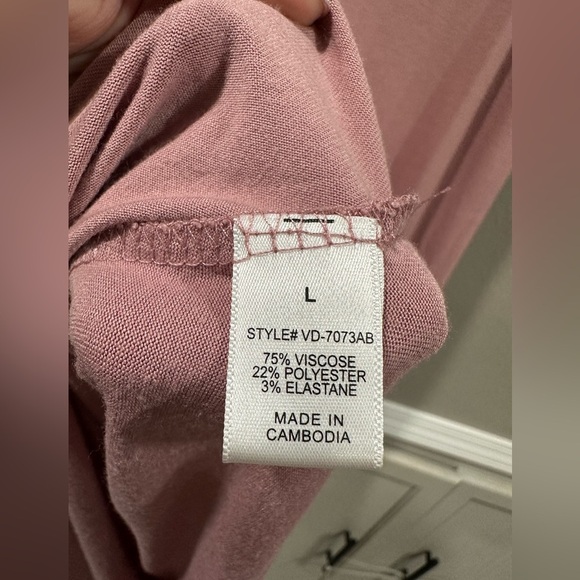 L
STYLE# VD-7073AB
75% VISCOSE
22% POLYESTER
3% ELASTANE
MADE IN
CAMBODIA